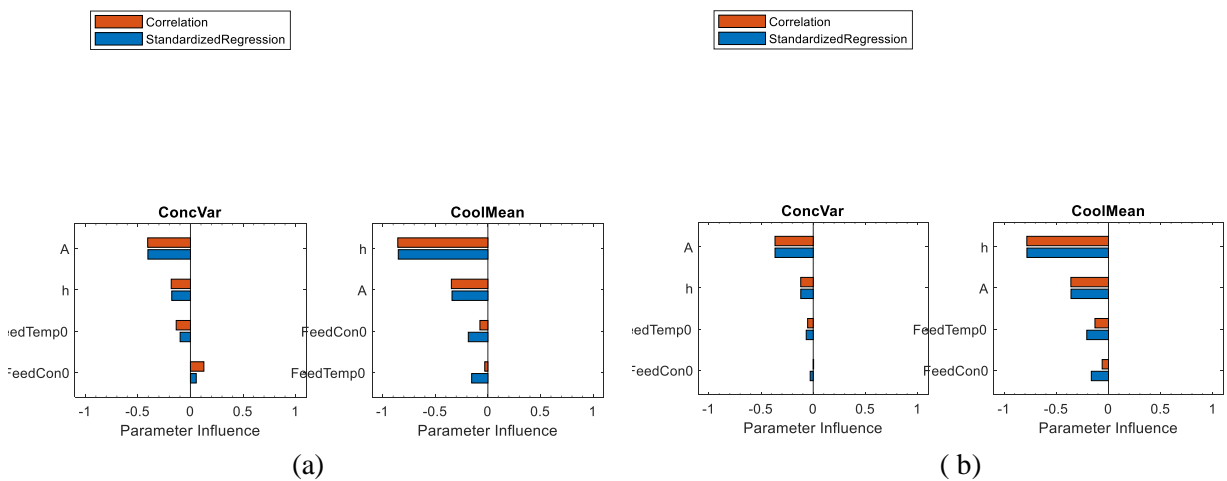 Correlation
StandardizedRegression
ConcVar
A
h
eedTemp0
FeedCon0
-1 -0.5 0 0.5 1
Parameter Influence
CoolMean
h
A
FeedCon0
FeedTemp0
-1 -0.5 0 0.5 1
Parameter Influence
(a)
Correlation
StandardizedRegression
ConcVar
A
h
eedTemp0
FeedCon0
-1 -0.5 0 0.5 1
Parameter Influence
CoolMean
h
A
FeedTemp0
FeedCon0
-1 -0.5 0 0.5 1
Parameter Influence
( b)